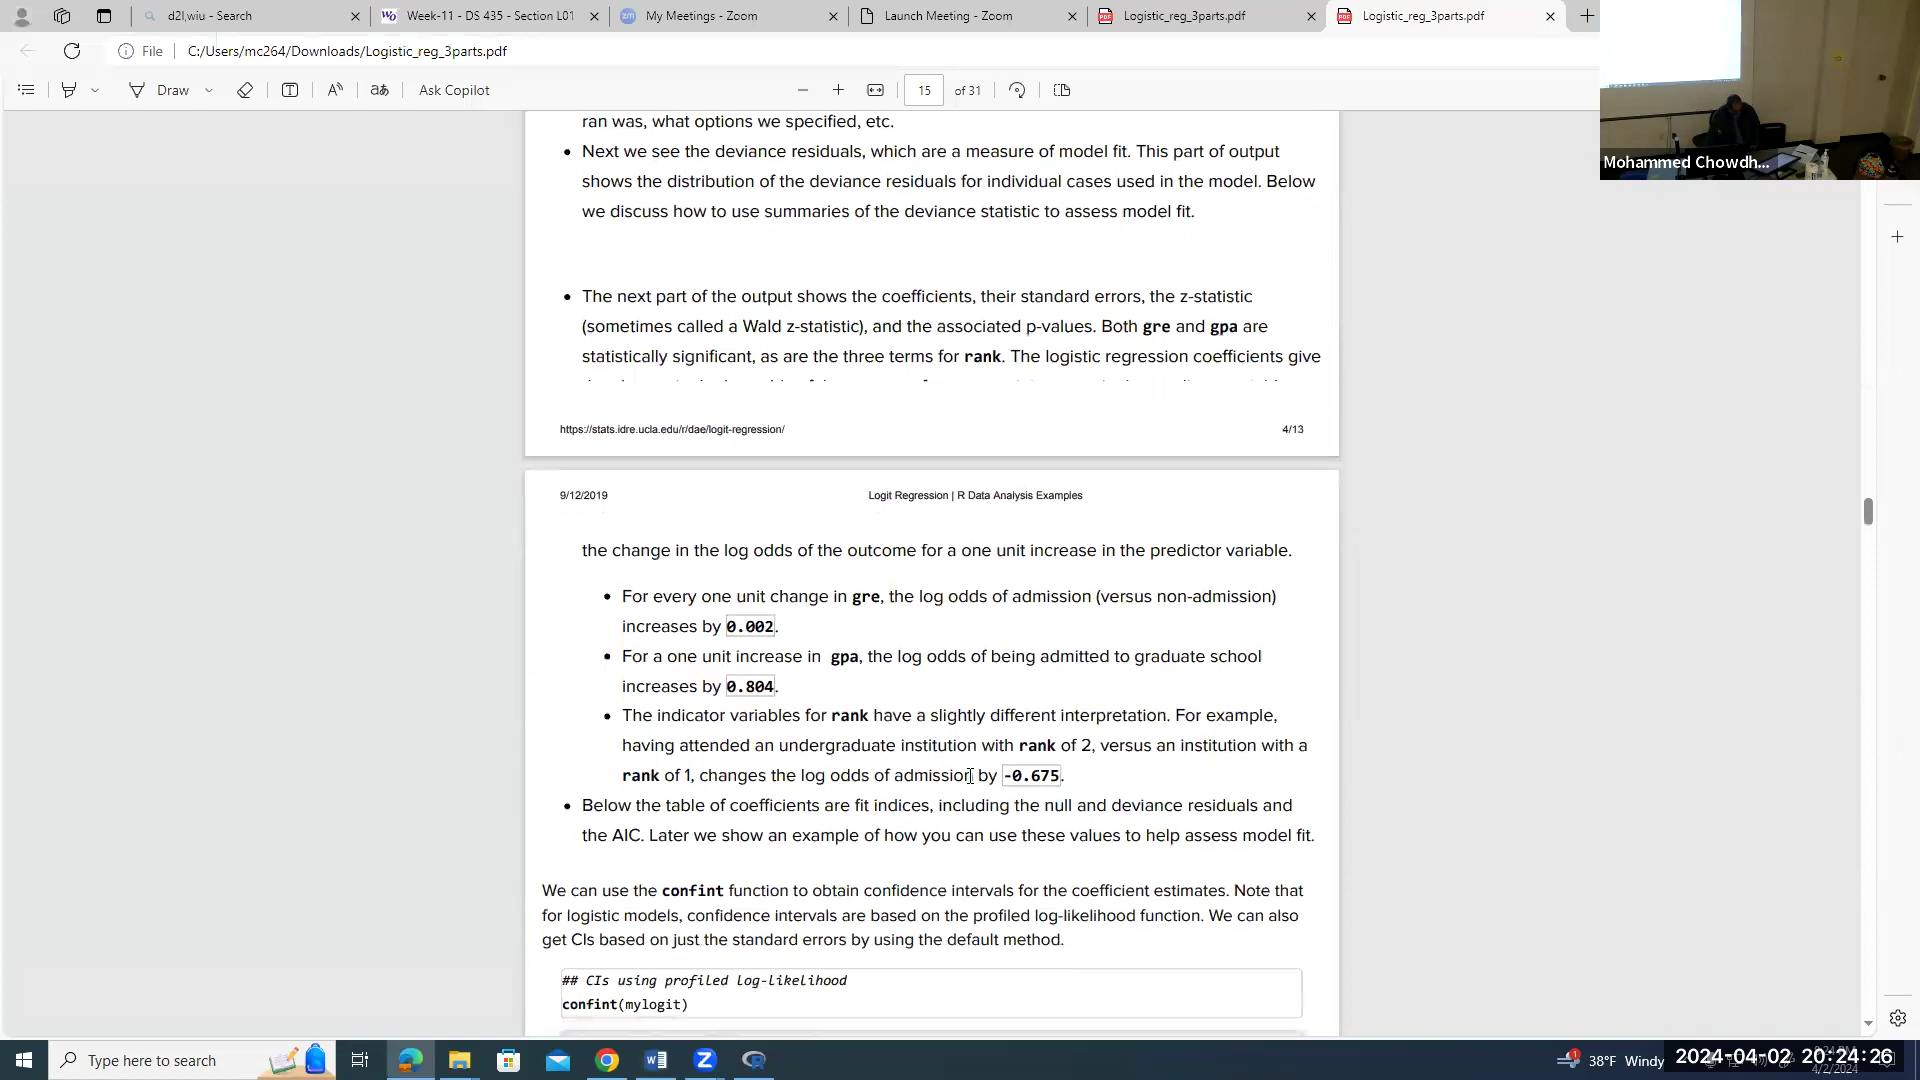 d2l,wiu - Search
Week-11 - DS 435 - Section L01
My Meetings - Zoom
Launch Meeting - Zoom
Logistic_reg_3parts.pdf
Logistic_reg_3parts.pdf
File
C:/Users/mc264/Downloads/Logistic_reg_3parts.pdf
Draw
Ask Copilot
15
of 31
Mohammed Chowdh...
ran was, what options we specified, etc.
Next we see the deviance residuals, which are a measure of model fit. This part of output
shows the distribution of the deviance residuals for individual cases used in the model. Below
we discuss how to use summaries of the deviance statistic to assess model fit.
The next part of the output shows the coefficients, their standard errors, the z-statistic
(sometimes called a Wald z-statistic), and the associated p-values. Both gre and gpa are
statistically significant, as are the three terms for rank. The logistic regression coefficients give
https://stats.idre.ucla.edu/r/dae/logit-regression/
4/13
9/12/2019
Logit Regression | R Data Analysis Examples
the change in the log odds of the outcome for a one unit increase in the predictor variable.
For every one unit change in gre, the log odds of admission (versus non-admission)
increases by 0.002.
For a one unit increase in gpa, the log odds of being admitted to graduate school
increases by 0.804.
The indicator variables for rank have a slightly different interpretation. For example,
having attended an undergraduate institution with rank of 2, versus an institution with a
rank of 1, changes the log odds of admission by -0.675.
Below the table of coefficients are fit indices, including the null and deviance residuals and
the AIC. Later we show an example of how you can use these values to help assess model fit.
We can use the confint function to obtain confidence intervals for the coefficient estimates. Note that
for logistic models, confidence intervals are based on the profiled log-likelihood function. We can also
get CIs based on just the standard errors by using the default method.
## CIs using profiled log-likelihood
confint(mylogit)
Type here to search
38°F Windy
2024-04-02 20:24:26
4/2/2024